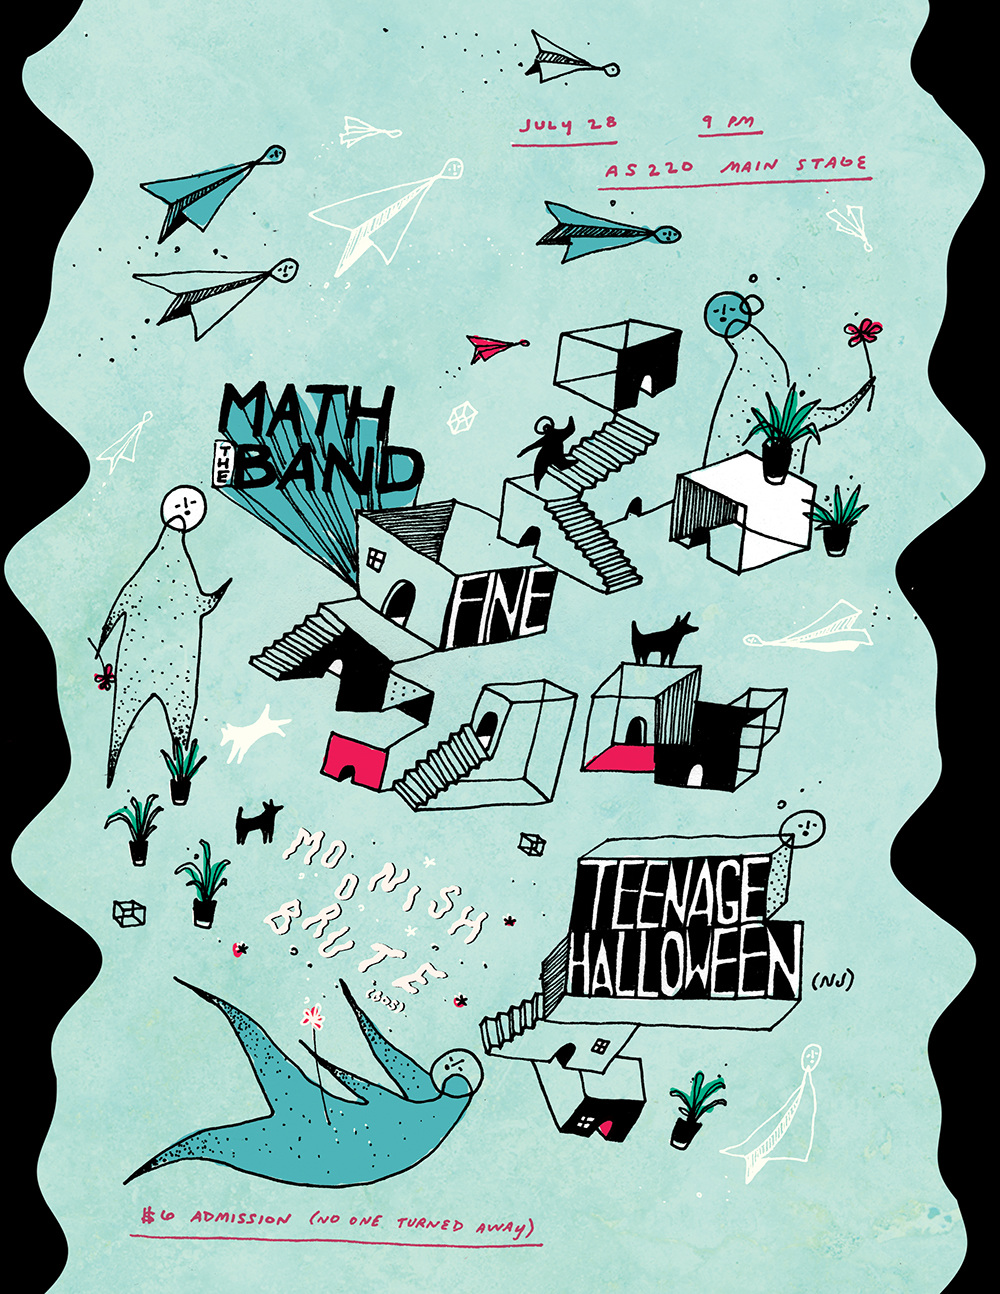 JULY 28 9 PM
AS220 MAIN STAGE
MATH
THE BAND
FINE
MOONISH
BRUTE
(BOS)
TEENAGE
HALLOWEEN (NJ)
$6 ADMISSION (NO ONE TURNED AWAY)